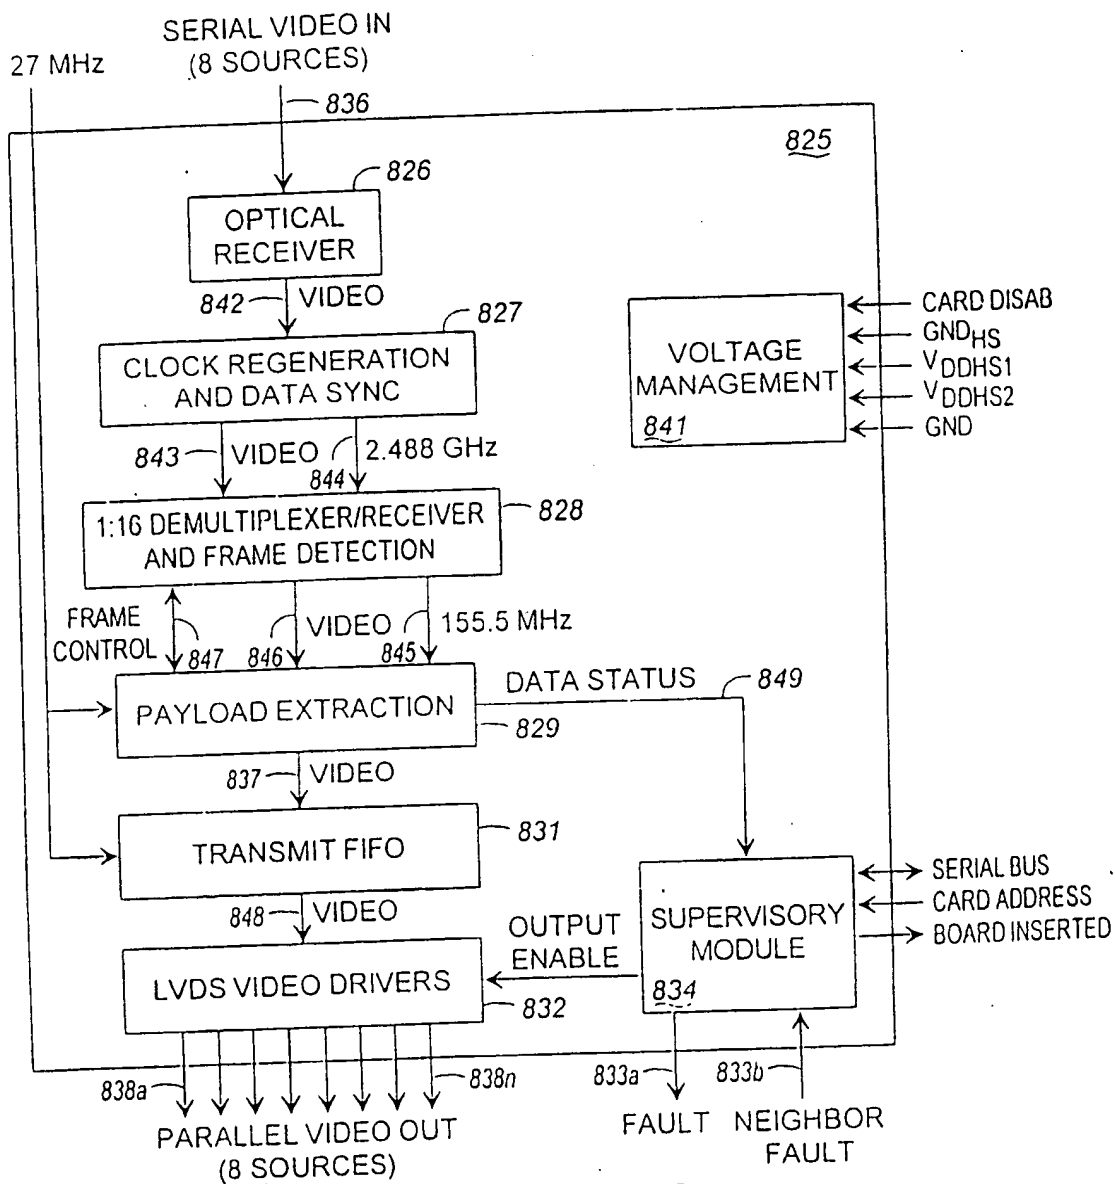 SERIAL VIDEO IN
(8 SOURCES)
27 MHz
836
825
826
OPTICAL
RECEIVER
842
VIDEO
827
CLOCK REGENERATION
AND DATA SYNC
VOLTAGE
MANAGEMENT
841
CARD DISAB
GNDHS
VDDHS1
VDDHS2
GND
843
VIDEO
844
2.488 GHz
1:16 DEMULTIPLEXER/RECEIVER
AND FRAME DETECTION
828
FRAME
CONTROL
847
846
VIDEO
845
155.5 MHz
PAYLOAD EXTRACTION
829
DATA STATUS
849
837
VIDEO
TRANSMIT FIFO
831
848
VIDEO
SUPERVISORY
MODULE
834
SERIAL BUS
CARD ADDRESS
BOARD INSERTED
OUTPUT
ENABLE
LVDS VIDEO DRIVERS
832
838a
838n
833a
833b
PARALLEL VIDEO OUT
(8 SOURCES)
FAULT
NEIGHBOR
FAULT